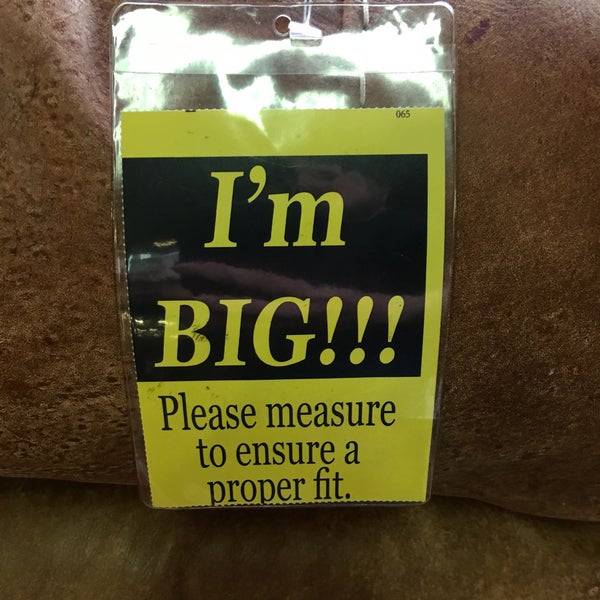 065
I'm
BIG!!!
Please measure
to ensure a
proper fit.